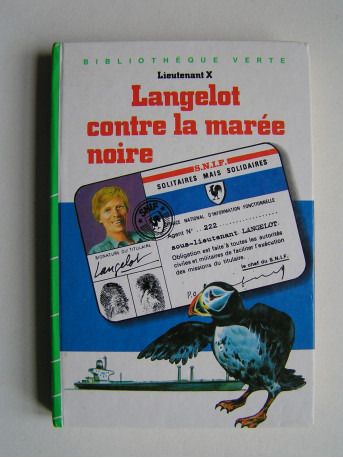 BIBLIOTHÈQUE VERTE
Lieutenant X
Langelot
contre la marée
noire
S.N.I.F.
SOLITAIRES MAIS SOLIDAIRES
SERVICE NATIONAL D'INFORMATION FONCTIONNELLE
Agent N° ...222
sous-lieutenant LANGELOT
Obligation est faite à toutes les autorités
civiles et militaires de faciliter l'exécution
des missions du titulaire.
le chef du S.N.I.F.
SIGNATURE DU TITULAIRE
Langelot
SNIF